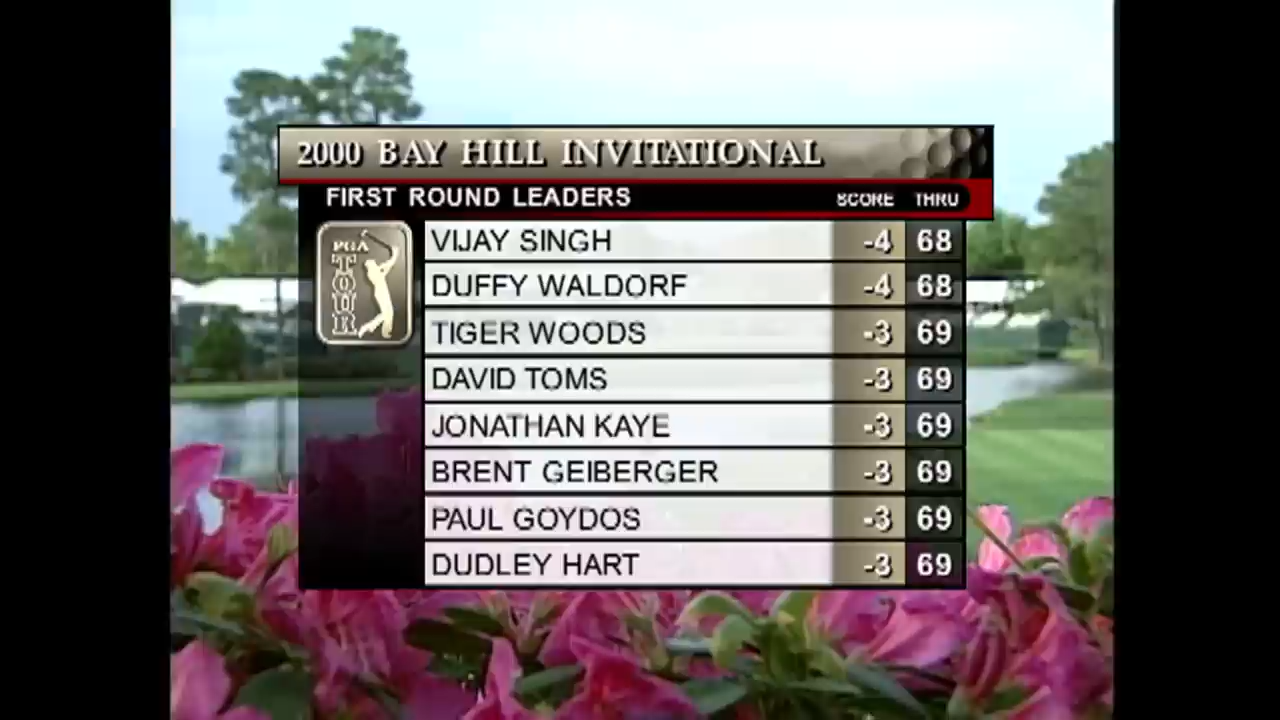 2000 BAY HILL INVITATIONAL
FIRST ROUND LEADERS SCORE THRU
PGA TOUR
VIJAY SINGH -4 68
DUFFY WALDORF -4 68
TIGER WOODS -3 69
DAVID TOMS -3 69
JONATHAN KAYE -3 69
BRENT GEIBERGER -3 69
PAUL GOYDOS -3 69
DUDLEY HART -3 69